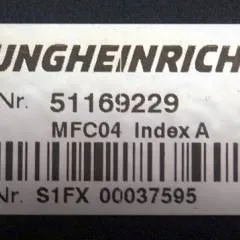 UNGHEINRICH
Nr. 51169229
MFC04 Index A
Nr. S1FX 00037595